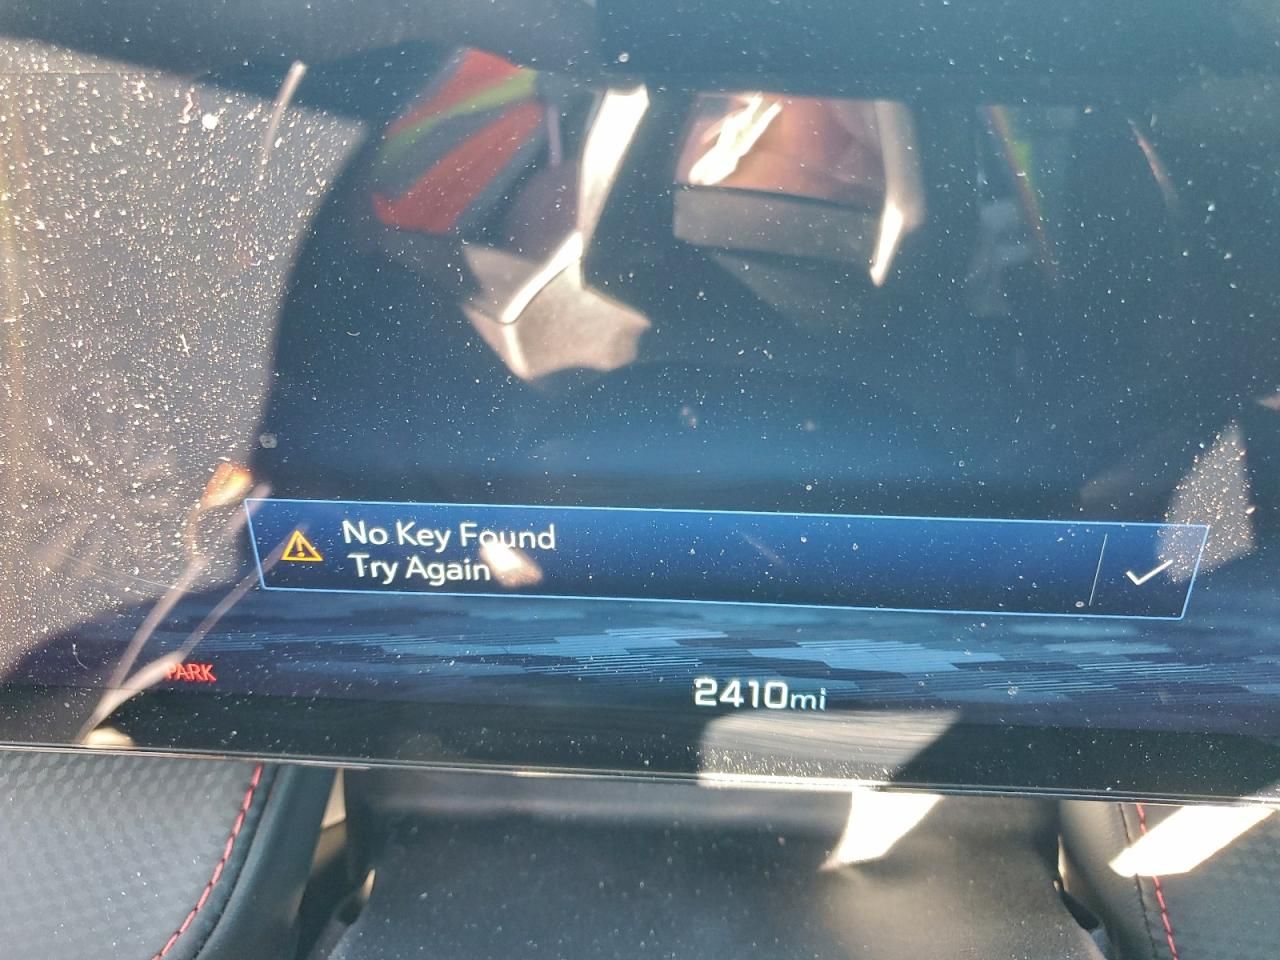 No Key Found
Try Again
PARK
2410mi